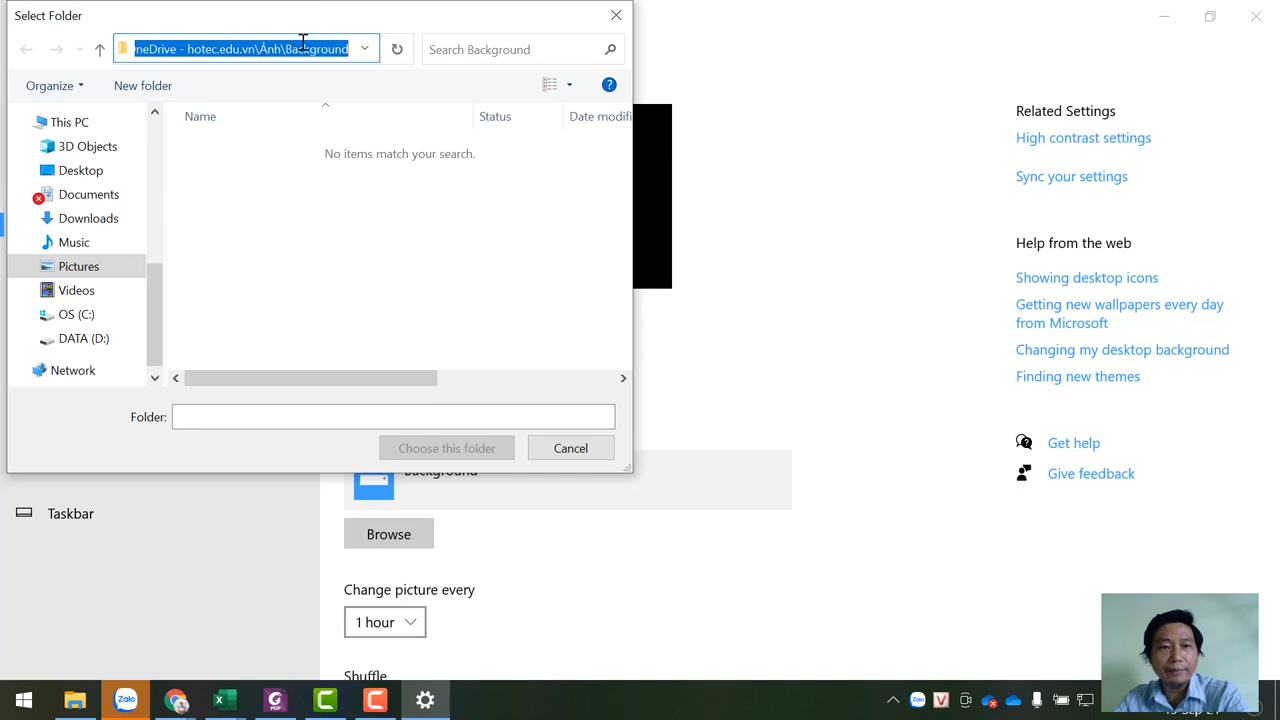 Select Folder
neDrive - hotec.edu.vn\Ảnh\Background
Search Background
Organize
New folder
Name
Status
Date modifi
No items match your search.
This PC
3D Objects
Desktop
Documents
Downloads
Music
Pictures
Videos
OS (C:)
DATA (D:)
Network
Folder:
Choose this folder
Cancel
Related Settings
High contrast settings
Sync your settings
Help from the web
Showing desktop icons
Getting new wallpapers every day
from Microsoft
Changing my desktop background
Finding new themes
Get help
Give feedback
Background
Taskbar
Browse
Change picture every
1 hour
Shuffle
Zalo
PDF
Zalo